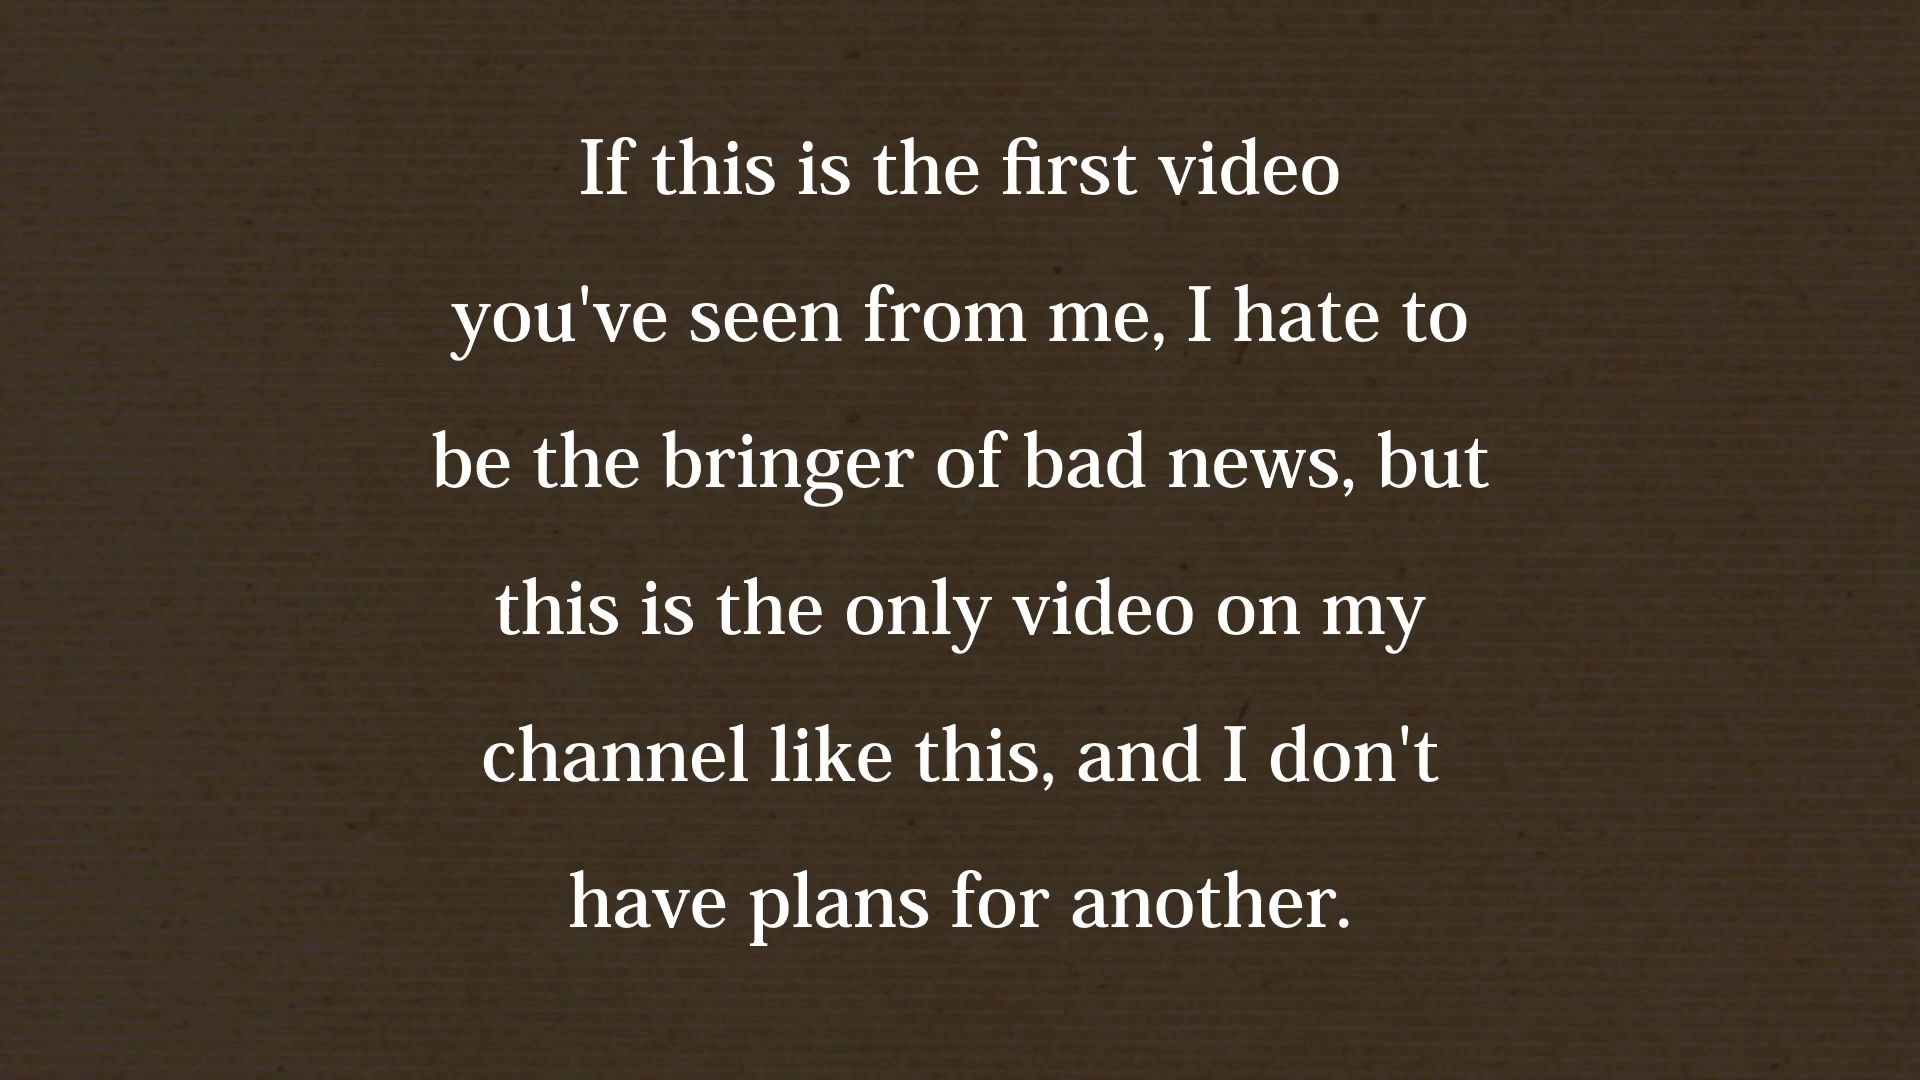 If this is the first video
you've seen from me, I hate to
be the bringer of bad news, but
this is the only video on my
channel like this, and I don't
have plans for another.